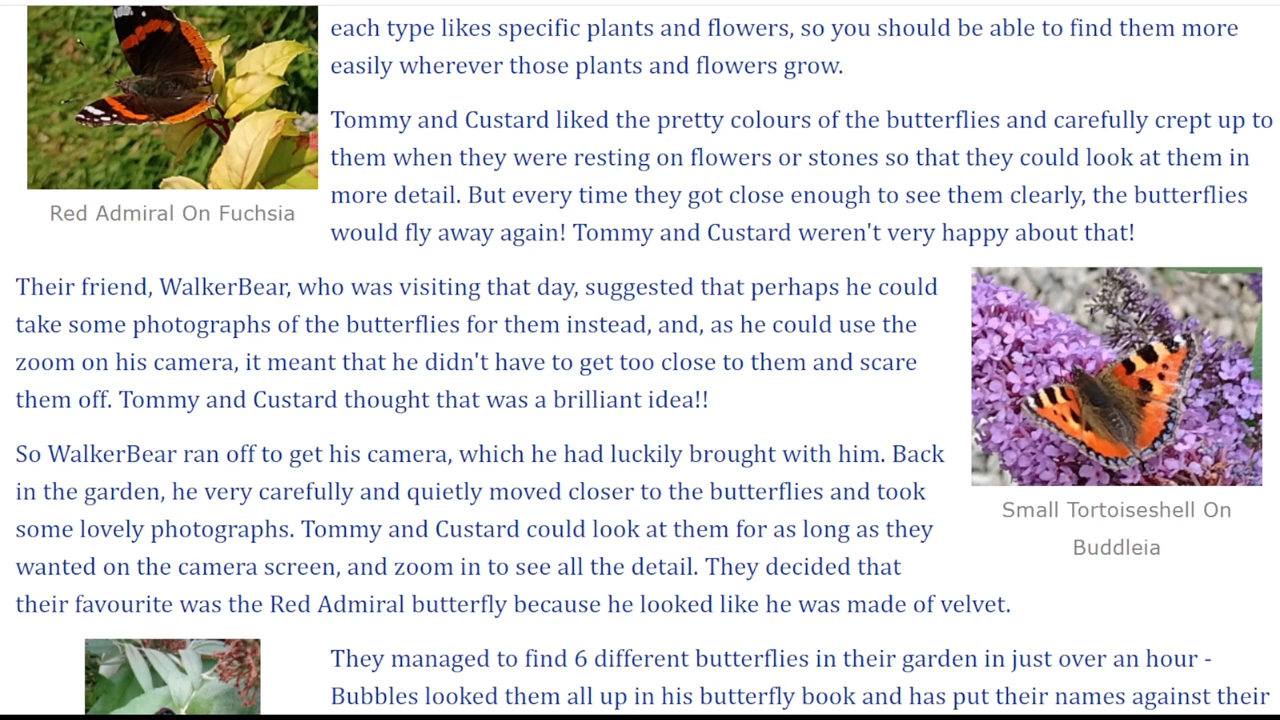 each type likes specific plants and flowers, so you should be able to find them more
easily wherever those plants and flowers grow.
Tommy and Custard liked the pretty colours of the butterflies and carefully crept up to
them when they were resting on flowers or stones so that they could look at them in
more detail. But every time they got close enough to see them clearly, the butterflies
would fly away again! Tommy and Custard weren't very happy about that!
Red Admiral On Fuchsia
Their friend, WalkerBear, who was visiting that day, suggested that perhaps he could
take some photographs of the butterflies for them instead, and, as he could use the
zoom on his camera, it meant that he didn't have to get too close to them and scare
them off. Tommy and Custard thought that was a brilliant idea!!
So WalkerBear ran off to get his camera, which he had luckily brought with him. Back
in the garden, he very carefully and quietly moved closer to the butterflies and took
some lovely photographs. Tommy and Custard could look at them for as long as they
wanted on the camera screen, and zoom in to see all the detail. They decided that
their favourite was the Red Admiral butterfly because he looked like he was made of velvet.
Small Tortoiseshell On
Buddleia
They managed to find 6 different butterflies in their garden in just over an hour -
Bubbles looked them all up in his butterfly book and has put their names against their